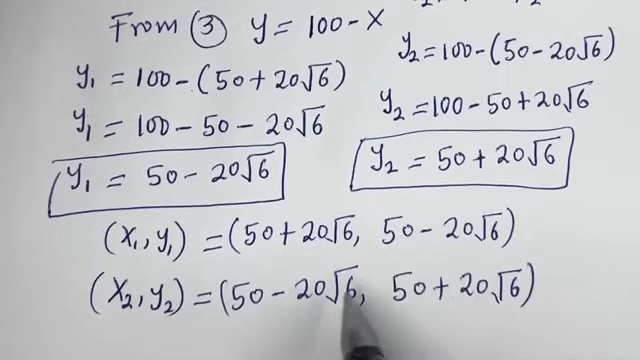 From ③ y = 100 - x
y₁ = 100 - (50 + 20√6)
y₁ = 100 - 50 - 20√6
y₁ = 50 - 20√6
y₂ = 100 - (50 - 20√6)
y₂ = 100 - 50 + 20√6
y₂ = 50 + 20√6
(x₁, y₁) = (50 + 20√6, 50 - 20√6)
(x₂, y₂) = (50 - 20√6, 50 + 20√6)